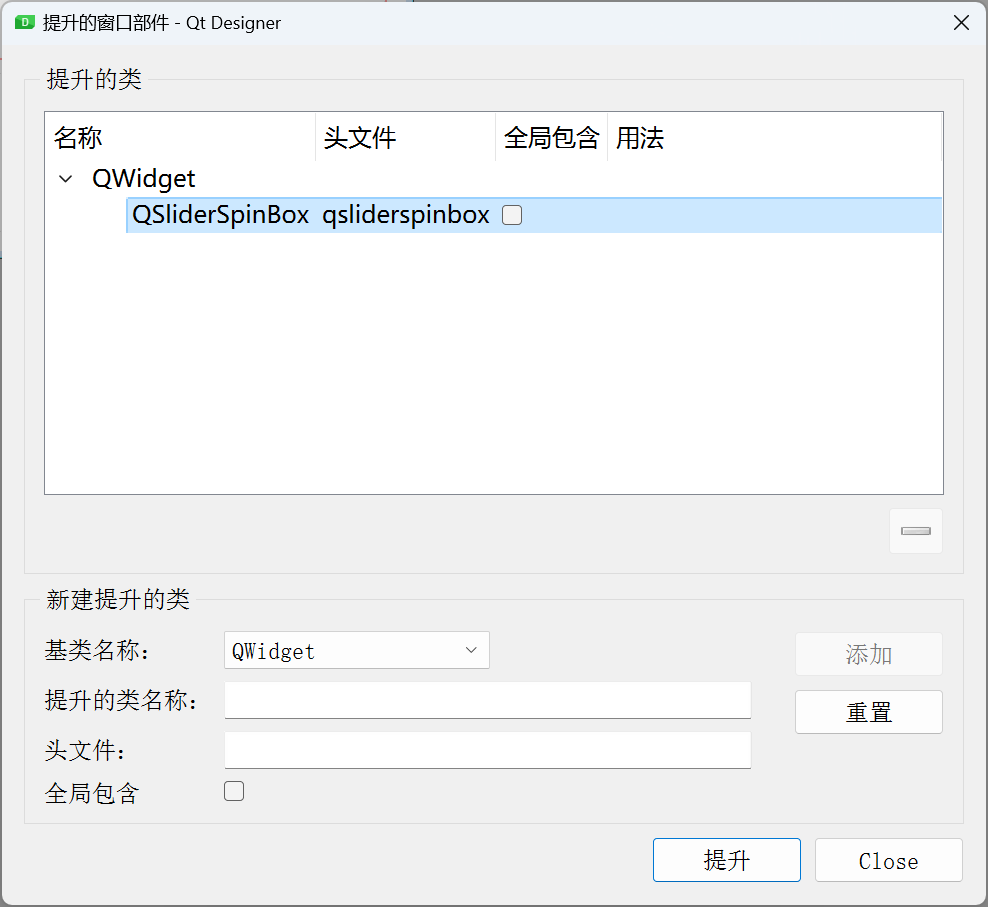 提升的窗口部件 - Qt Designer
提升的类
名称 头文件 全局包含 用法
QWidget
QSliderSpinBox qsliderspinbox
新建提升的类
基类名称: QWidget 添加
提升的类名称: 重置
头文件:
全局包含
提升 Close